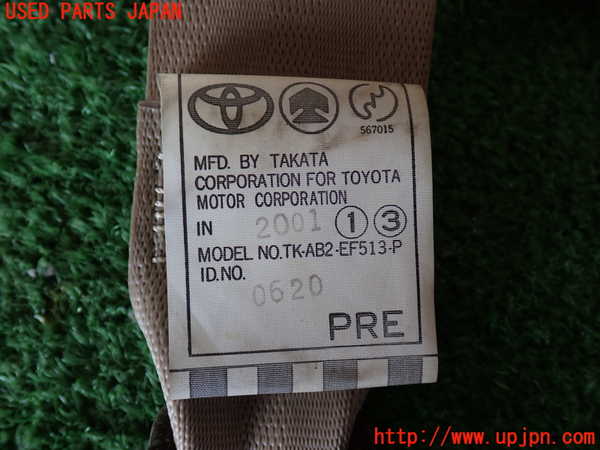 USED PARTS JAPAN
567015
MFD. BY TAKATA
CORPORATION FOR TOYOTA
MOTOR CORPORATION
IN 2001 ① ③
MODEL NO.TK-AB2-EF513-P
ID.NO.
0620
PRE
http://www.upjpn.com/